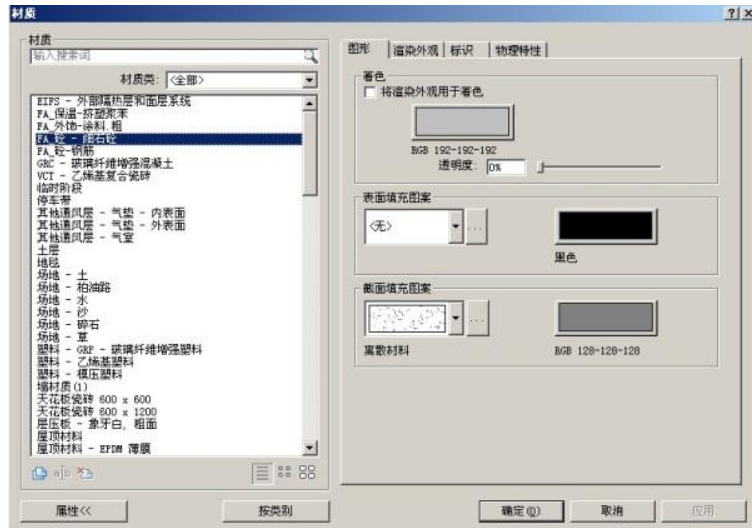 材质
材质
输入搜索词
材质类: <全部>
EIFS - 外部隔热层和面层系统
FA_保温-挤塑聚苯
FA_外饰-涂料.粗
FA_砼 - 细石砼
FA_砼-钢筋
GRC - 玻璃纤维增强混凝土
VCT - 乙烯基复合瓷砖
临时阶段
停车带
其他通风层 - 气垫 - 内表面
其他通风层 - 气垫 - 外表面
其他通风层 - 气室
土层
地毯
场地 - 土
场地 - 柏油路
场地 - 水
场地 - 沙
场地 - 碎石
场地 - 草
塑料 - GRP - 玻璃纤维增强塑料
塑料 - 乙烯基塑料
塑料 - 模压塑料
墙材质(1)
天花板瓷砖 600 x 600
天花板瓷砖 600 x 1200
层压板 - 象牙白, 粗面
屋顶材料
屋顶材料 - EPDM 薄膜
属性<<
按类别
图形
渲染外观
标识
物理特性
着色
将渲染外观用于着色
RGB 192-192-192
透明度: 0%
表面填充图案
<无>
...
黑色
截面填充图案
...
离散材料
RGB 128-128-128
确定(O)
取消
应用